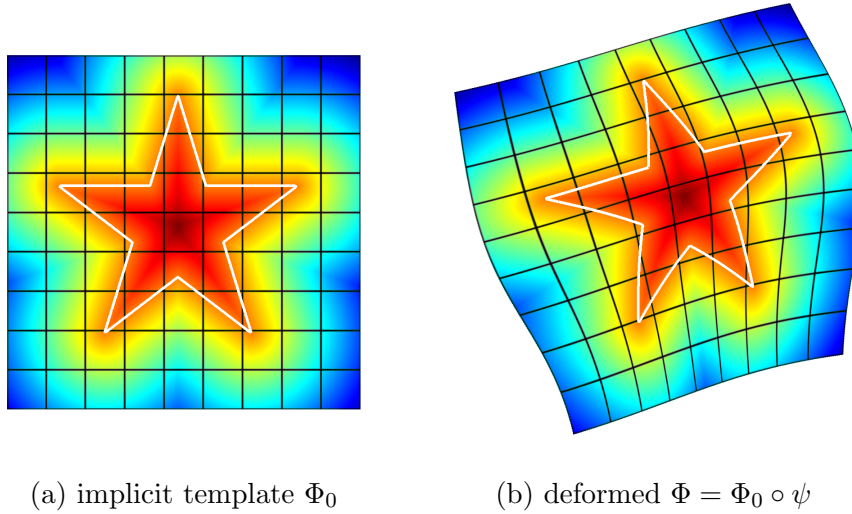 (a) implicit template Φ₀
(b) deformed Φ = Φ₀ ∘ ψ